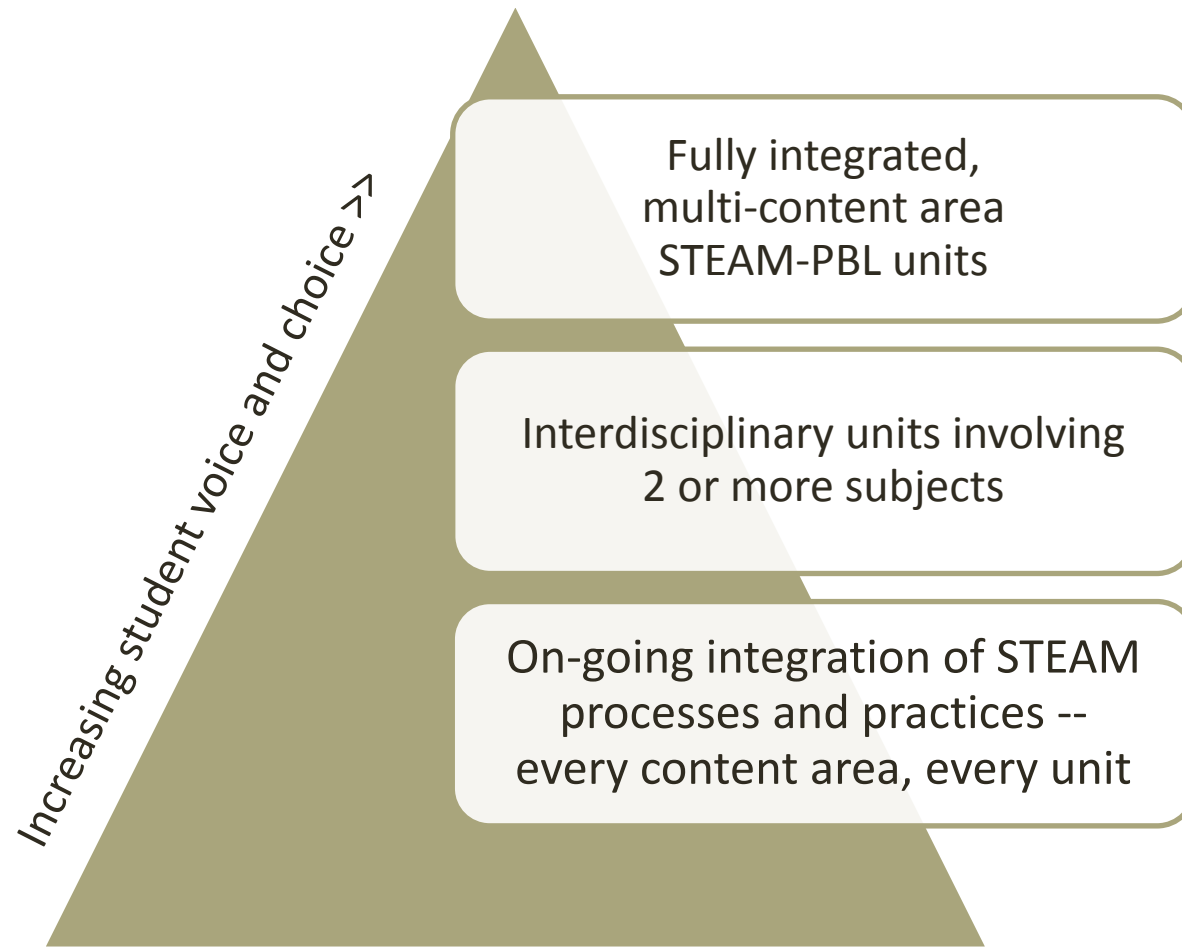 Increasing student voice and choice >>
Fully integrated,
multi-content area
STEAM-PBL units
Interdisciplinary units involving
2 or more subjects
On-going integration of STEAM
processes and practices --
every content area, every unit